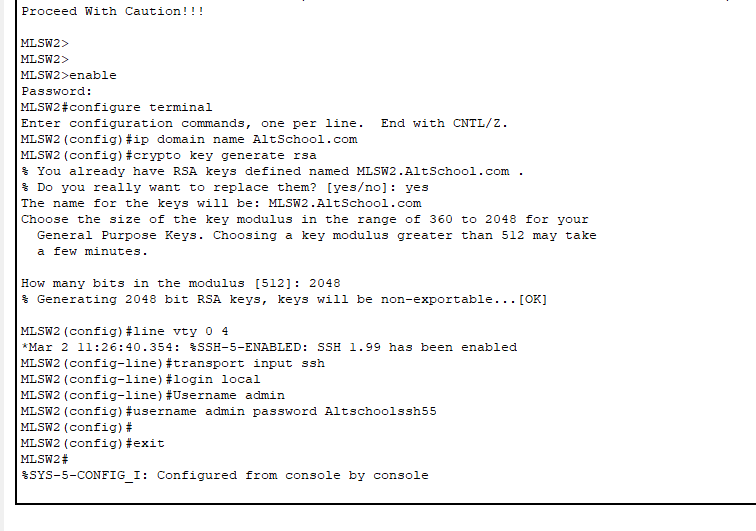 Proceed With Caution!!!
MLSW2>
MLSW2>
MLSW2>enable
Password:
MLSW2#configure terminal
Enter configuration commands, one per line.  End with CNTL/Z.
MLSW2(config)#ip domain name AltSchool.com
MLSW2(config)#crypto key generate rsa
% You already have RSA keys defined named MLSW2.AltSchool.com .
% Do you really want to replace them? [yes/no]: yes
The name for the keys will be: MLSW2.AltSchool.com
Choose the size of the key modulus in the range of 360 to 2048 for your
  General Purpose Keys. Choosing a key modulus greater than 512 may take
  a few minutes.
How many bits in the modulus [512]: 2048
% Generating 2048 bit RSA keys, keys will be non-exportable...[OK]
MLSW2(config)#line vty 0 4
*Mar 2 11:26:40.354: %SSH-5-ENABLED: SSH 1.99 has been enabled
MLSW2(config-line)#transport input ssh
MLSW2(config-line)#login local
MLSW2(config-line)#Username admin
MLSW2(config)#username admin password Altschoolssh55
MLSW2(config)#
MLSW2(config)#exit
MLSW2#
%SYS-5-CONFIG_I: Configured from console by console